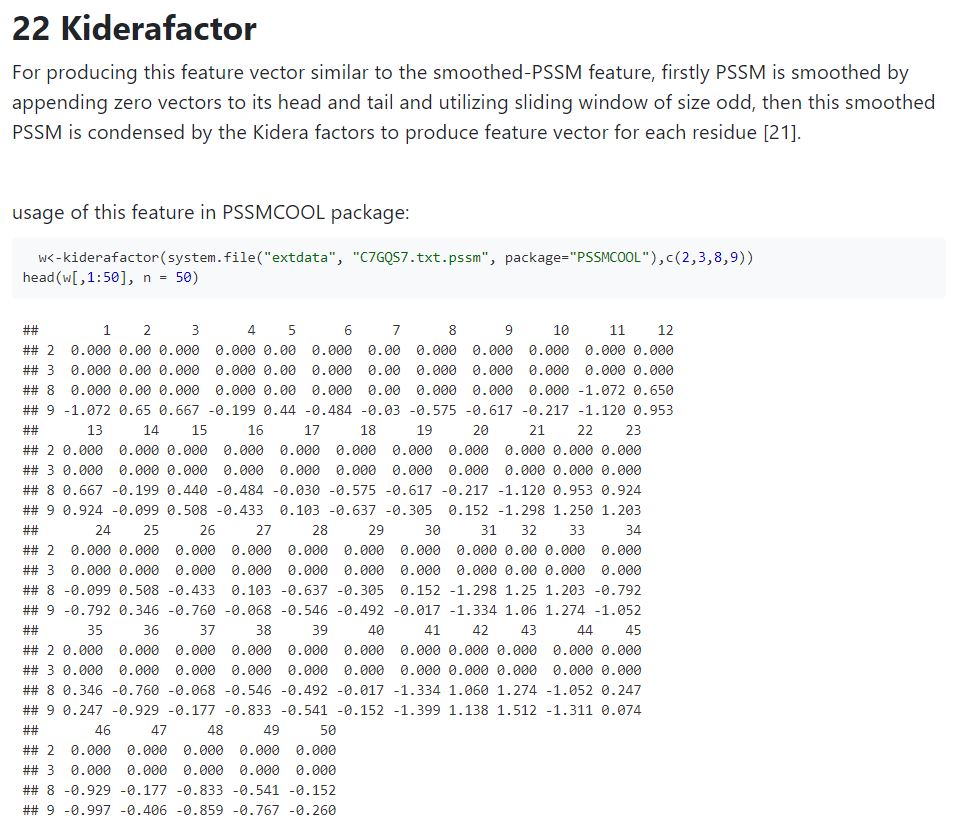 22 Kiderafactor
For producing this feature vector similar to the smoothed-PSSM feature, firstly PSSM is smoothed by
appending zero vectors to its head and tail and utilizing sliding window of size odd, then this smoothed
PSSM is condensed by the Kidera factors to produce feature vector for each residue [21].
usage of this feature in PSSMCOOL package:
  w<-kiderafactor(system.file("extdata", "C7GQS7.txt.pssm", package="PSSMCOOL"),c(2,3,8,9))
head(w[,1:50], n = 50)
##        1    2     3      4    5      6     7      8      9     10     11    12
## 2  0.000 0.00 0.000  0.000 0.00  0.000  0.00  0.000  0.000  0.000  0.000 0.000
## 3  0.000 0.00 0.000  0.000 0.00  0.000  0.00  0.000  0.000  0.000  0.000 0.000
## 8  0.000 0.00 0.000  0.000 0.00  0.000  0.00  0.000  0.000  0.000 -1.072 0.650
## 9 -1.072 0.65 0.667 -0.199 0.44 -0.484 -0.03 -0.575 -0.617 -0.217 -1.120 0.953
##      13     14    15     16     17     18     19     20     21    22    23
## 2 0.000  0.000 0.000  0.000  0.000  0.000  0.000  0.000  0.000 0.000 0.000
## 3 0.000  0.000 0.000  0.000  0.000  0.000  0.000  0.000  0.000 0.000 0.000
## 8 0.667 -0.199 0.440 -0.484 -0.030 -0.575 -0.617 -0.217 -1.120 0.953 0.924
## 9 0.924 -0.099 0.508 -0.433  0.103 -0.637 -0.305  0.152 -1.298 1.250 1.203
##       24    25     26     27     28     29     30     31   32    33     34
## 2  0.000 0.000  0.000  0.000  0.000  0.000  0.000  0.000 0.00 0.000  0.000
## 3  0.000 0.000  0.000  0.000  0.000  0.000  0.000  0.000 0.00 0.000  0.000
## 8 -0.099 0.508 -0.433  0.103 -0.637 -0.305  0.152 -1.298 1.25 1.203 -0.792
## 9 -0.792 0.346 -0.760 -0.068 -0.546 -0.492 -0.017 -1.334 1.06 1.274 -1.052
##      35     36     37     38     39     40     41    42    43     44    45
## 2 0.000  0.000  0.000  0.000  0.000  0.000  0.000 0.000 0.000  0.000 0.000
## 3 0.000  0.000  0.000  0.000  0.000  0.000  0.000 0.000 0.000  0.000 0.000
## 8 0.346 -0.760 -0.068 -0.546 -0.492 -0.017 -1.334 1.060 1.274 -1.052 0.247
## 9 0.247 -0.929 -0.177 -0.833 -0.541 -0.152 -1.399 1.138 1.512 -1.311 0.074
##       46     47     48     49     50
## 2  0.000  0.000  0.000  0.000  0.000
## 3  0.000  0.000  0.000  0.000  0.000
## 8 -0.929 -0.177 -0.833 -0.541 -0.152
## 9 -0.997 -0.406 -0.859 -0.767 -0.260